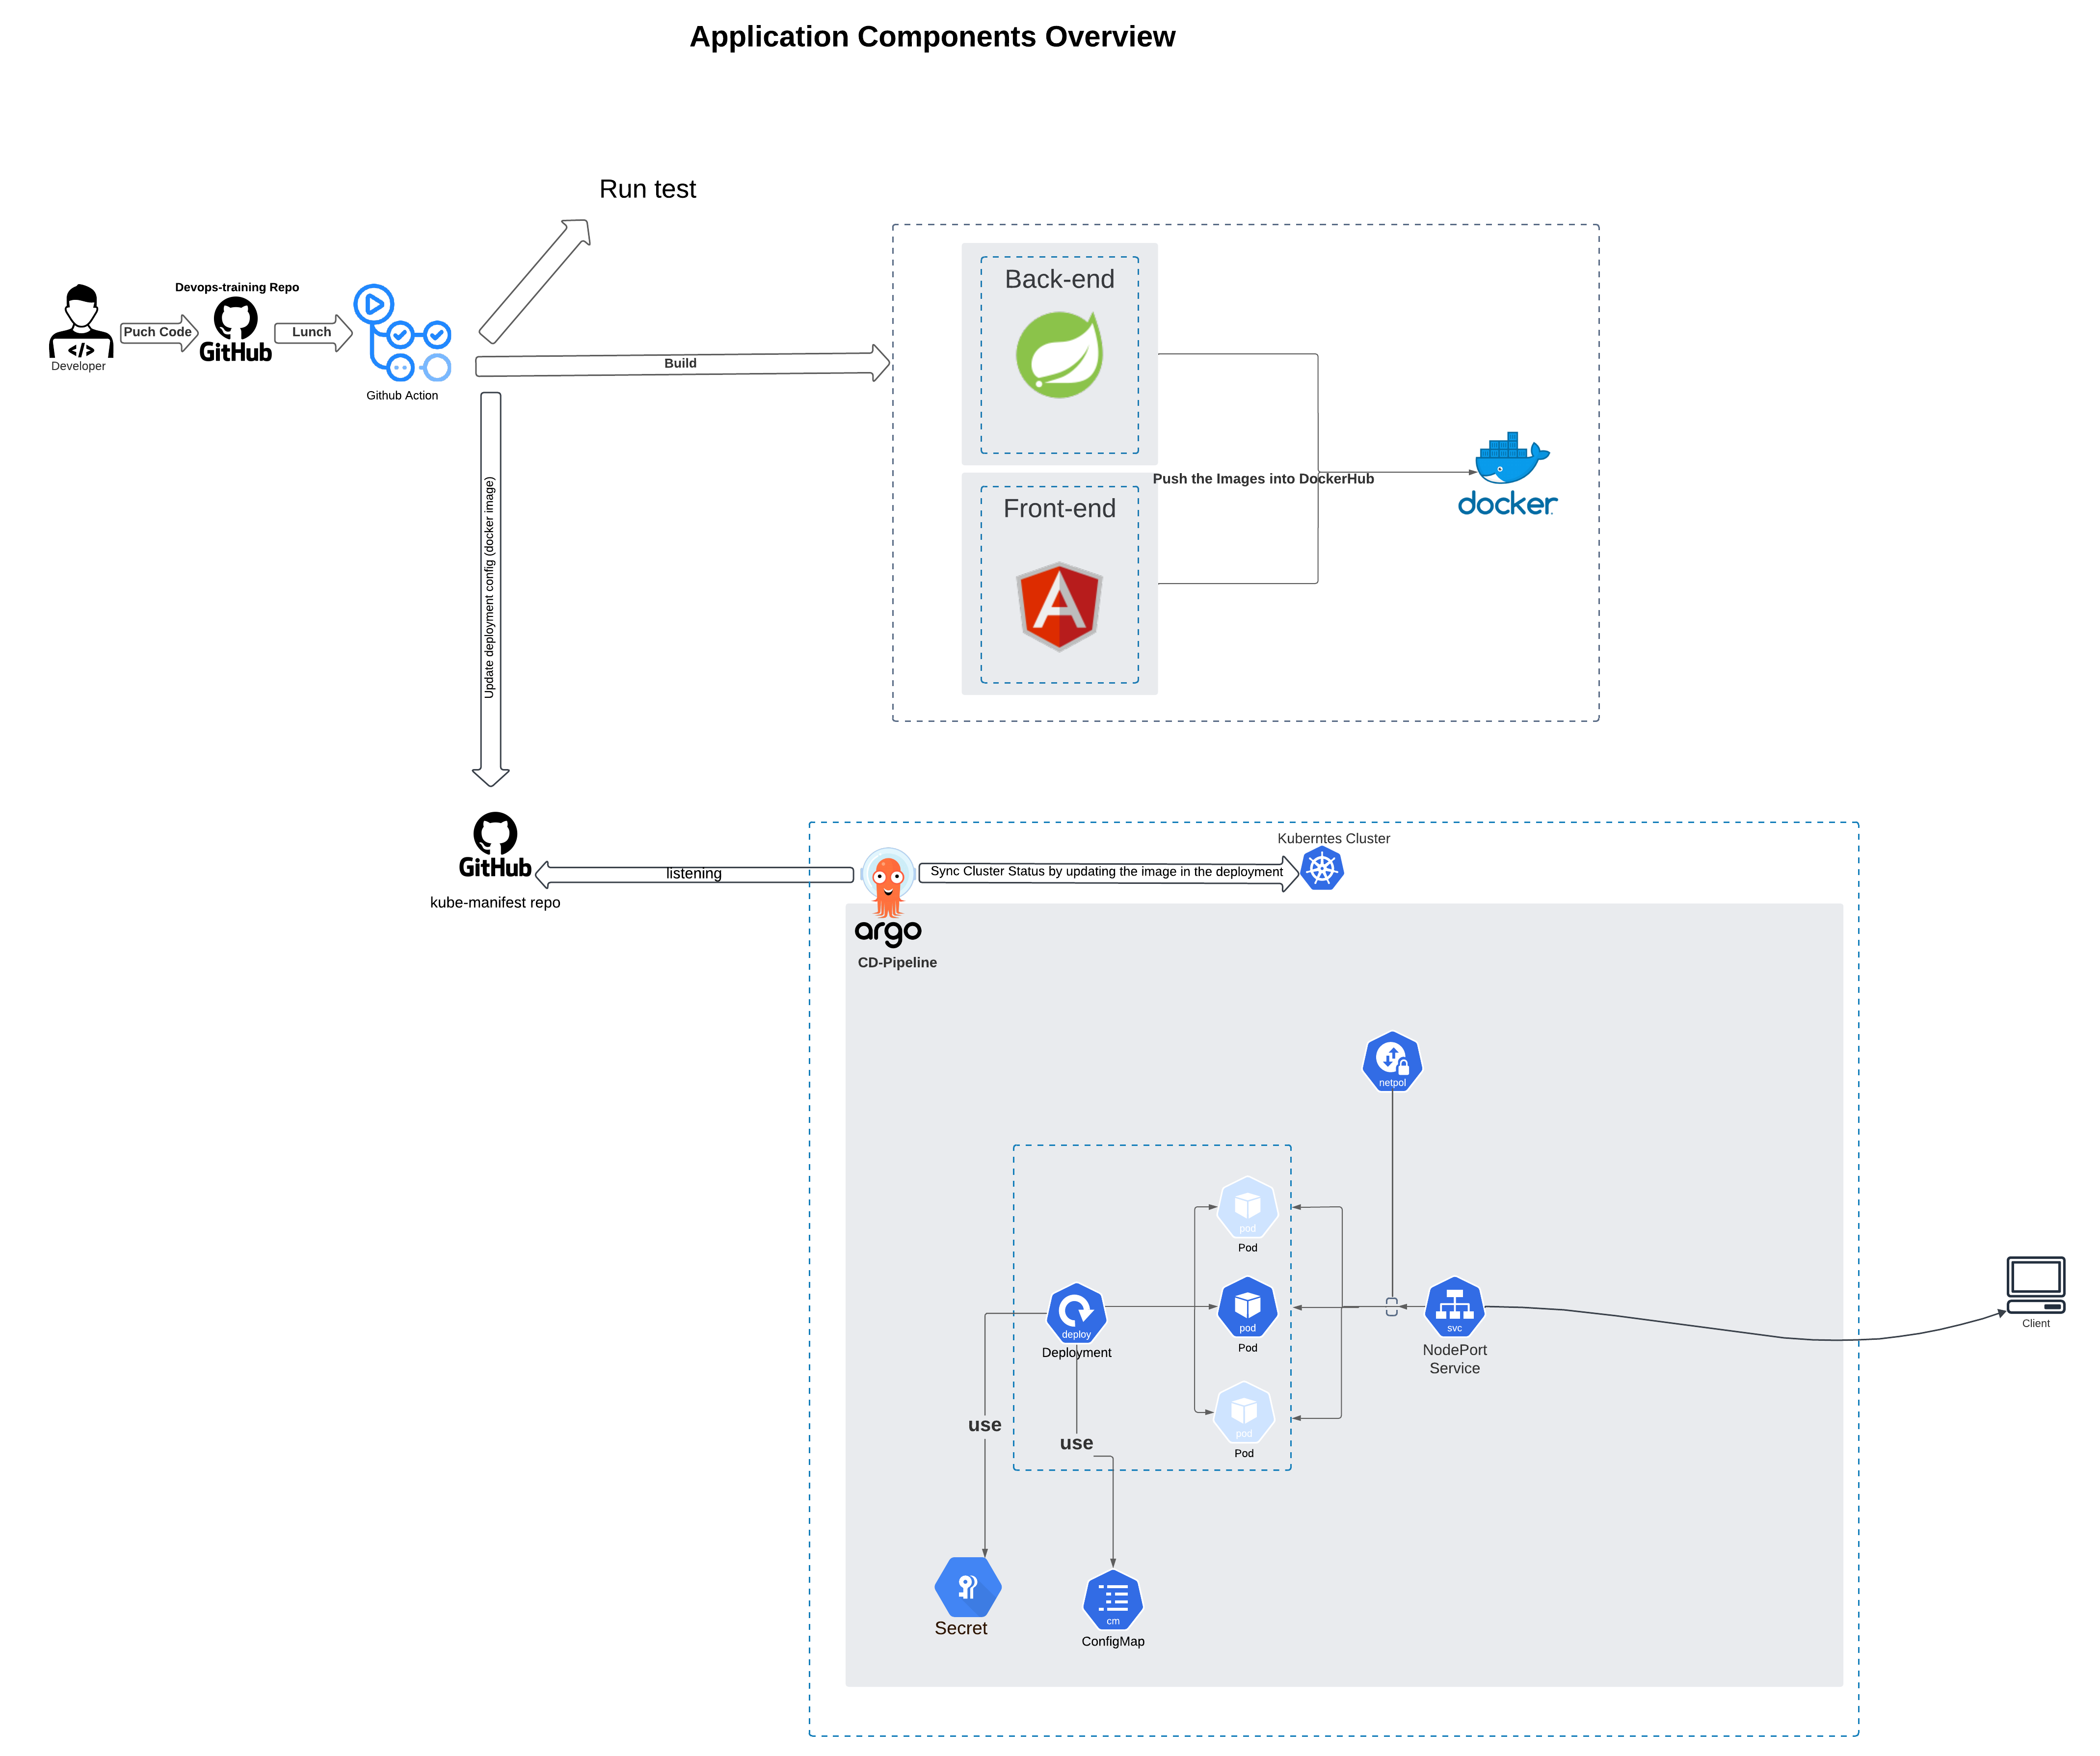 Application Components Overview
Run test
Devops-training Repo
Puch Code
GitHub
Lunch
Developer
Github Action
Build
Back-end
Front-end
Push the Images into DockerHub
docker
Update deployment config (docker image)
GitHub
kube-manifest repo
listening
Sync Cluster Status by updating the image in the deployment
Kuberntes Cluster
argo
CD-Pipeline
netpol
pod
Pod
deploy
Deployment
pod
Pod
svc
NodePort
Service
Client
pod
Pod
use
use
Secret
cm
ConfigMap